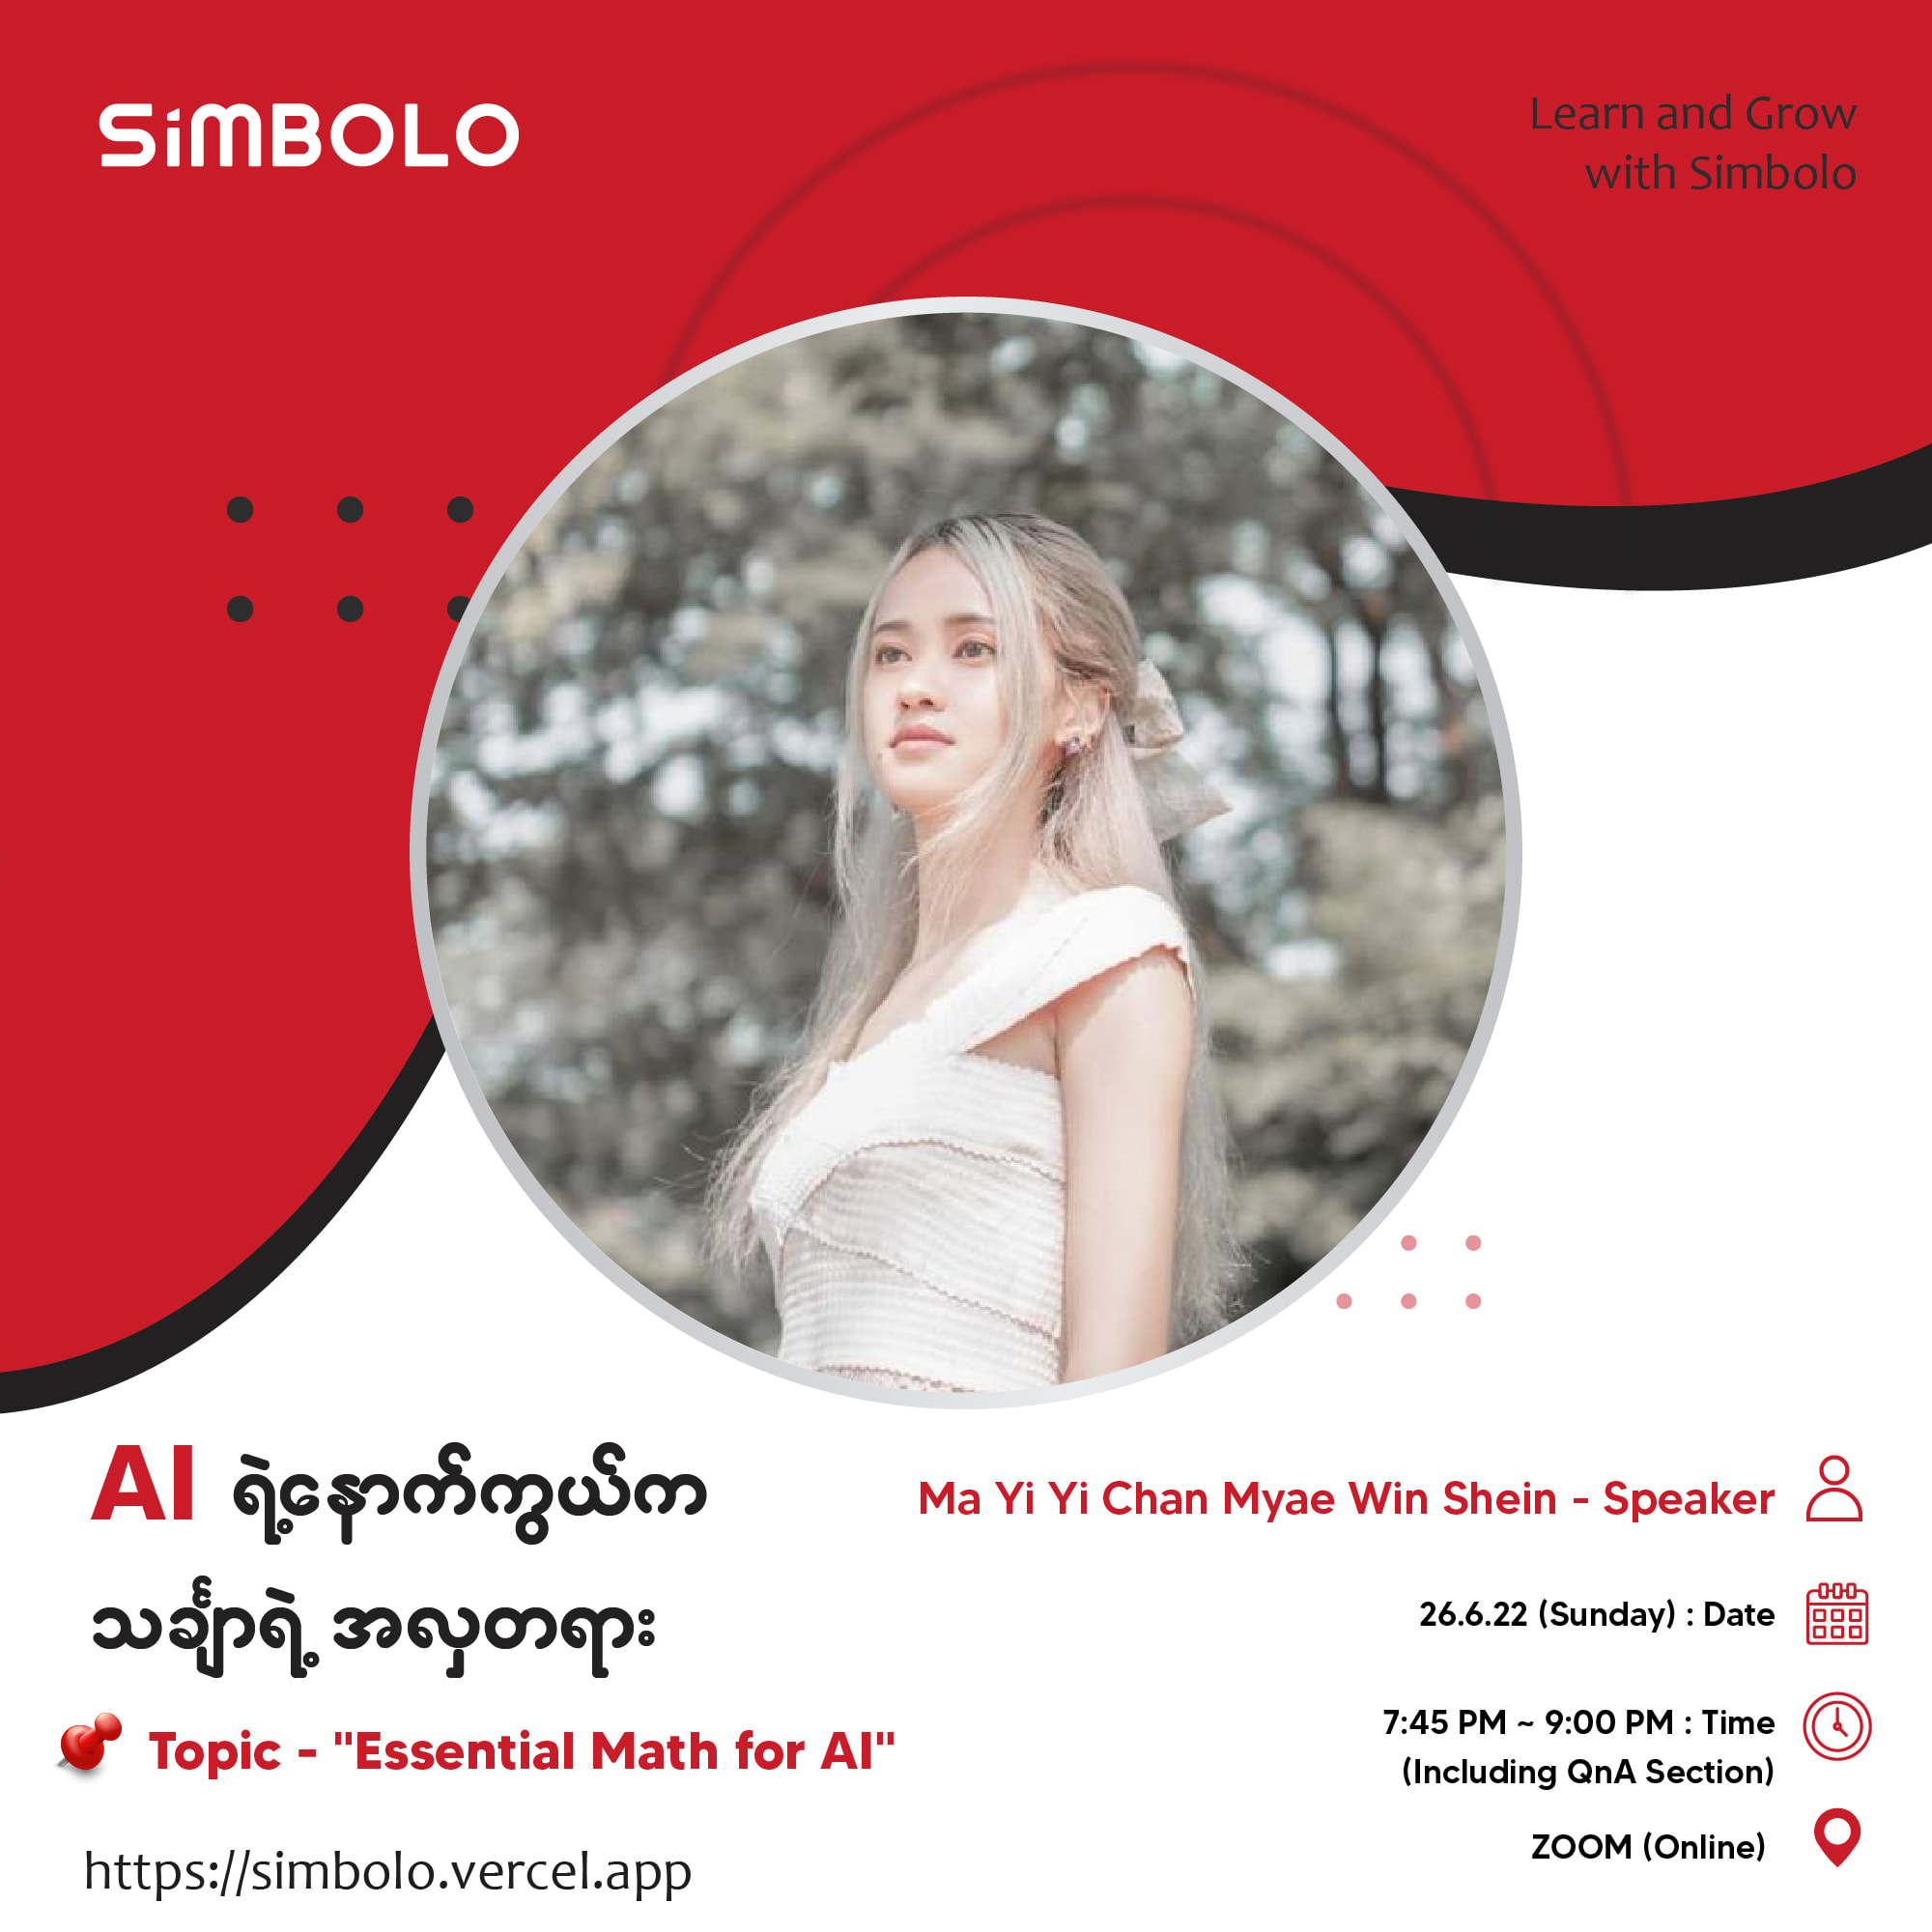 SiMBOLO
Learn and Grow
with Simbolo
AI ရဲ့နောက်ကွယ်က
သင်္ချာရဲ့ အလှတရား
Topic - "Essential Math for AI"
https://simbolo.vercel.app
Ma Yi Yi Chan Myae Win Shein - Speaker
26.6.22 (Sunday) : Date
7:45 PM ~ 9:00 PM : Time
(Including QnA Section)
ZOOM (Online)